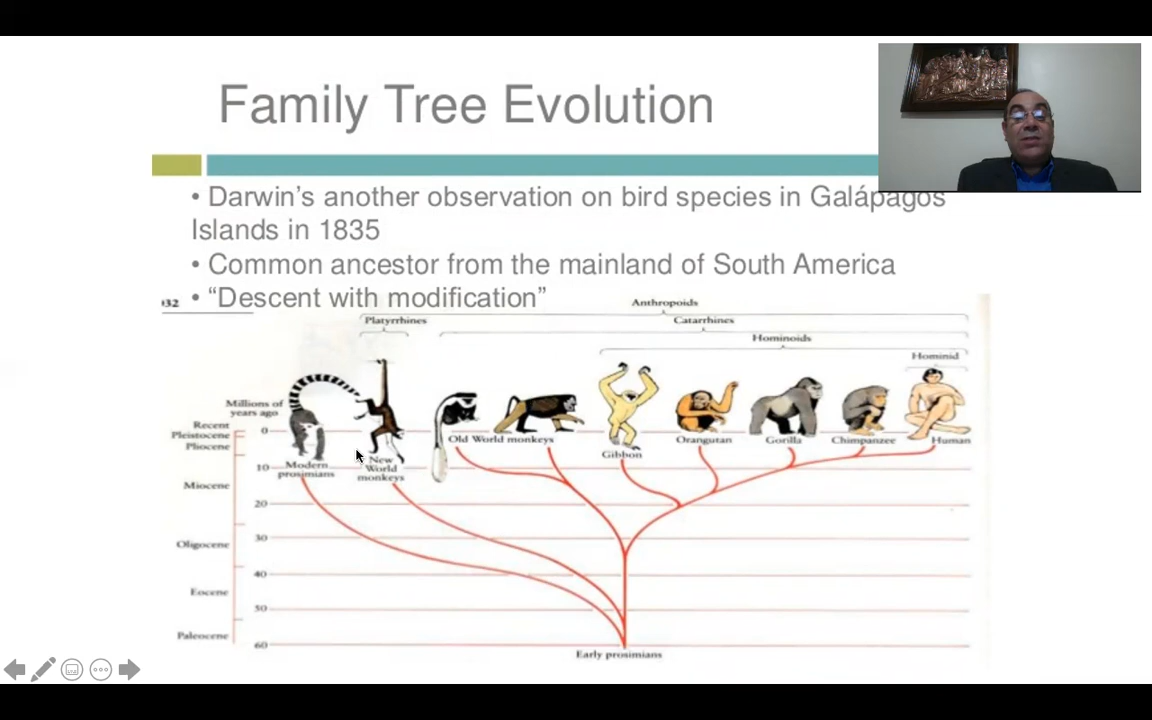 Family Tree Evolution
• Darwin's another observation on bird species in Galápagos
Islands in 1835
• Common ancestor from the mainland of South America
• “Descent with modification”
032
Anthropoids
Platyrrhines
Catarrhines
Hominoids
Hominid
Millions of
years ago
Recent
Pleistocene
Pliocene
Miocene
Oligocene
Eocene
Paleocene
0
10
20
30
40
50
60
Modern
prosimians
New
World
monkeys
Old World monkeys
Gibbon
Orangutan
Gorilla
Chimpanzee
Human
Early prosimians